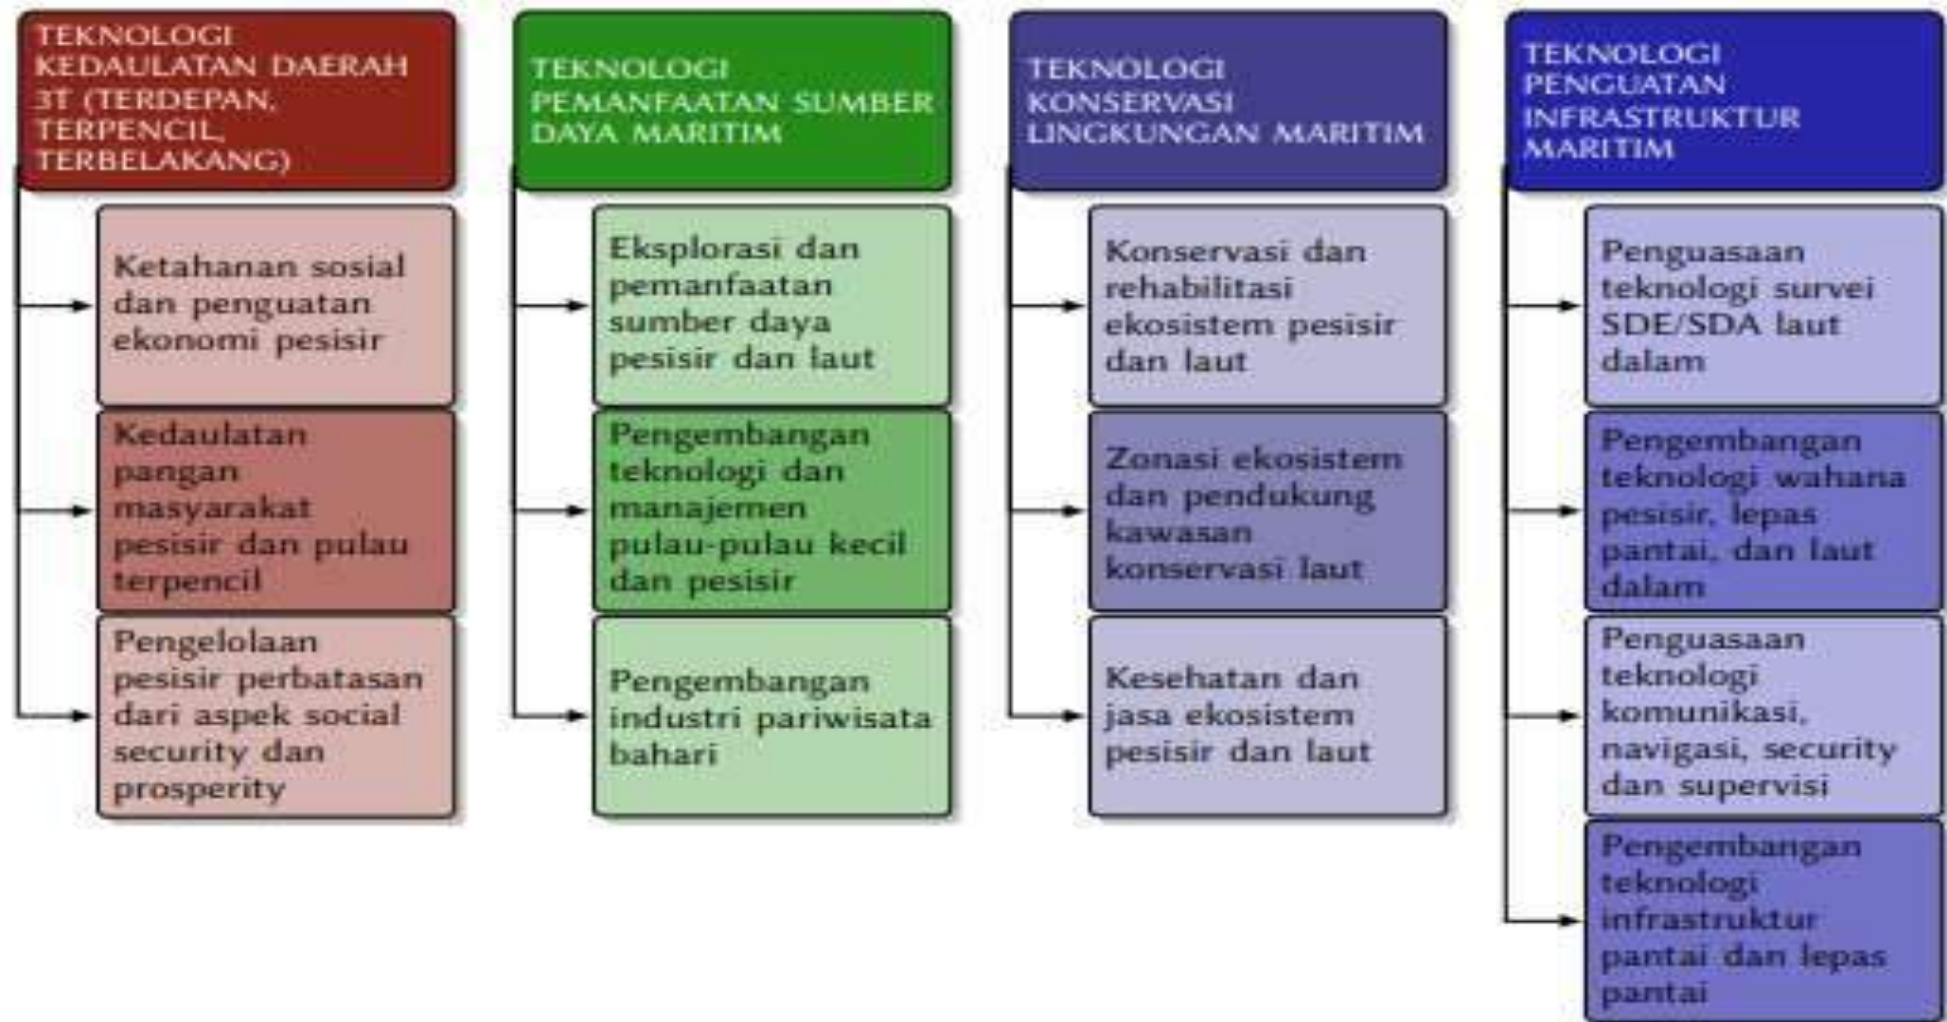 TEKNOLOGI
KEDAULATAN DAERAH
3T (TERDEPAN,
TERPENCIL,
TERBELAKANG)
Ketahanan sosial
dan penguatan
ekonomi pesisir
Kedaulatan
pangan
masyarakat
pesisir dan pulau
terpencil
Pengelolaan
pesisir perbatasan
dari aspek social
security dan
prosperity
TEKNOLOGI
PEMANFAATAN SUMBER
DAYA MARITIM
Eksplorasi dan
pemanfaatan
sumber daya
pesisir dan laut
Pengembangan
teknologi dan
manajemen
pulau-pulau kecil
dan pesisir
Pengembangan
industri pariwisata
bahari
TEKNOLOGI
KONSERVASI
LINGKUNGAN MARITIM
Konservasi dan
rehabilitasi
ekosistem pesisir
dan laut
Zonasi ekosistem
dan pendukung
kawasan
konservasi laut
Kesehatan dan
jasa ekosistem
pesisir dan laut
TEKNOLOGI
PENGUATAN
INFRASTRUKTUR
MARITIM
Penguasaan
teknologi survei
SDE/SDA laut
dalam
Pengembangan
teknologi wahana
pesisir, lepas
pantai, dan laut
dalam
Penguasaan
teknologi
komunikasi,
navigasi, security
dan supervisi
Pengembangan
teknologi
infrastruktur
pantai dan lepas
pantai